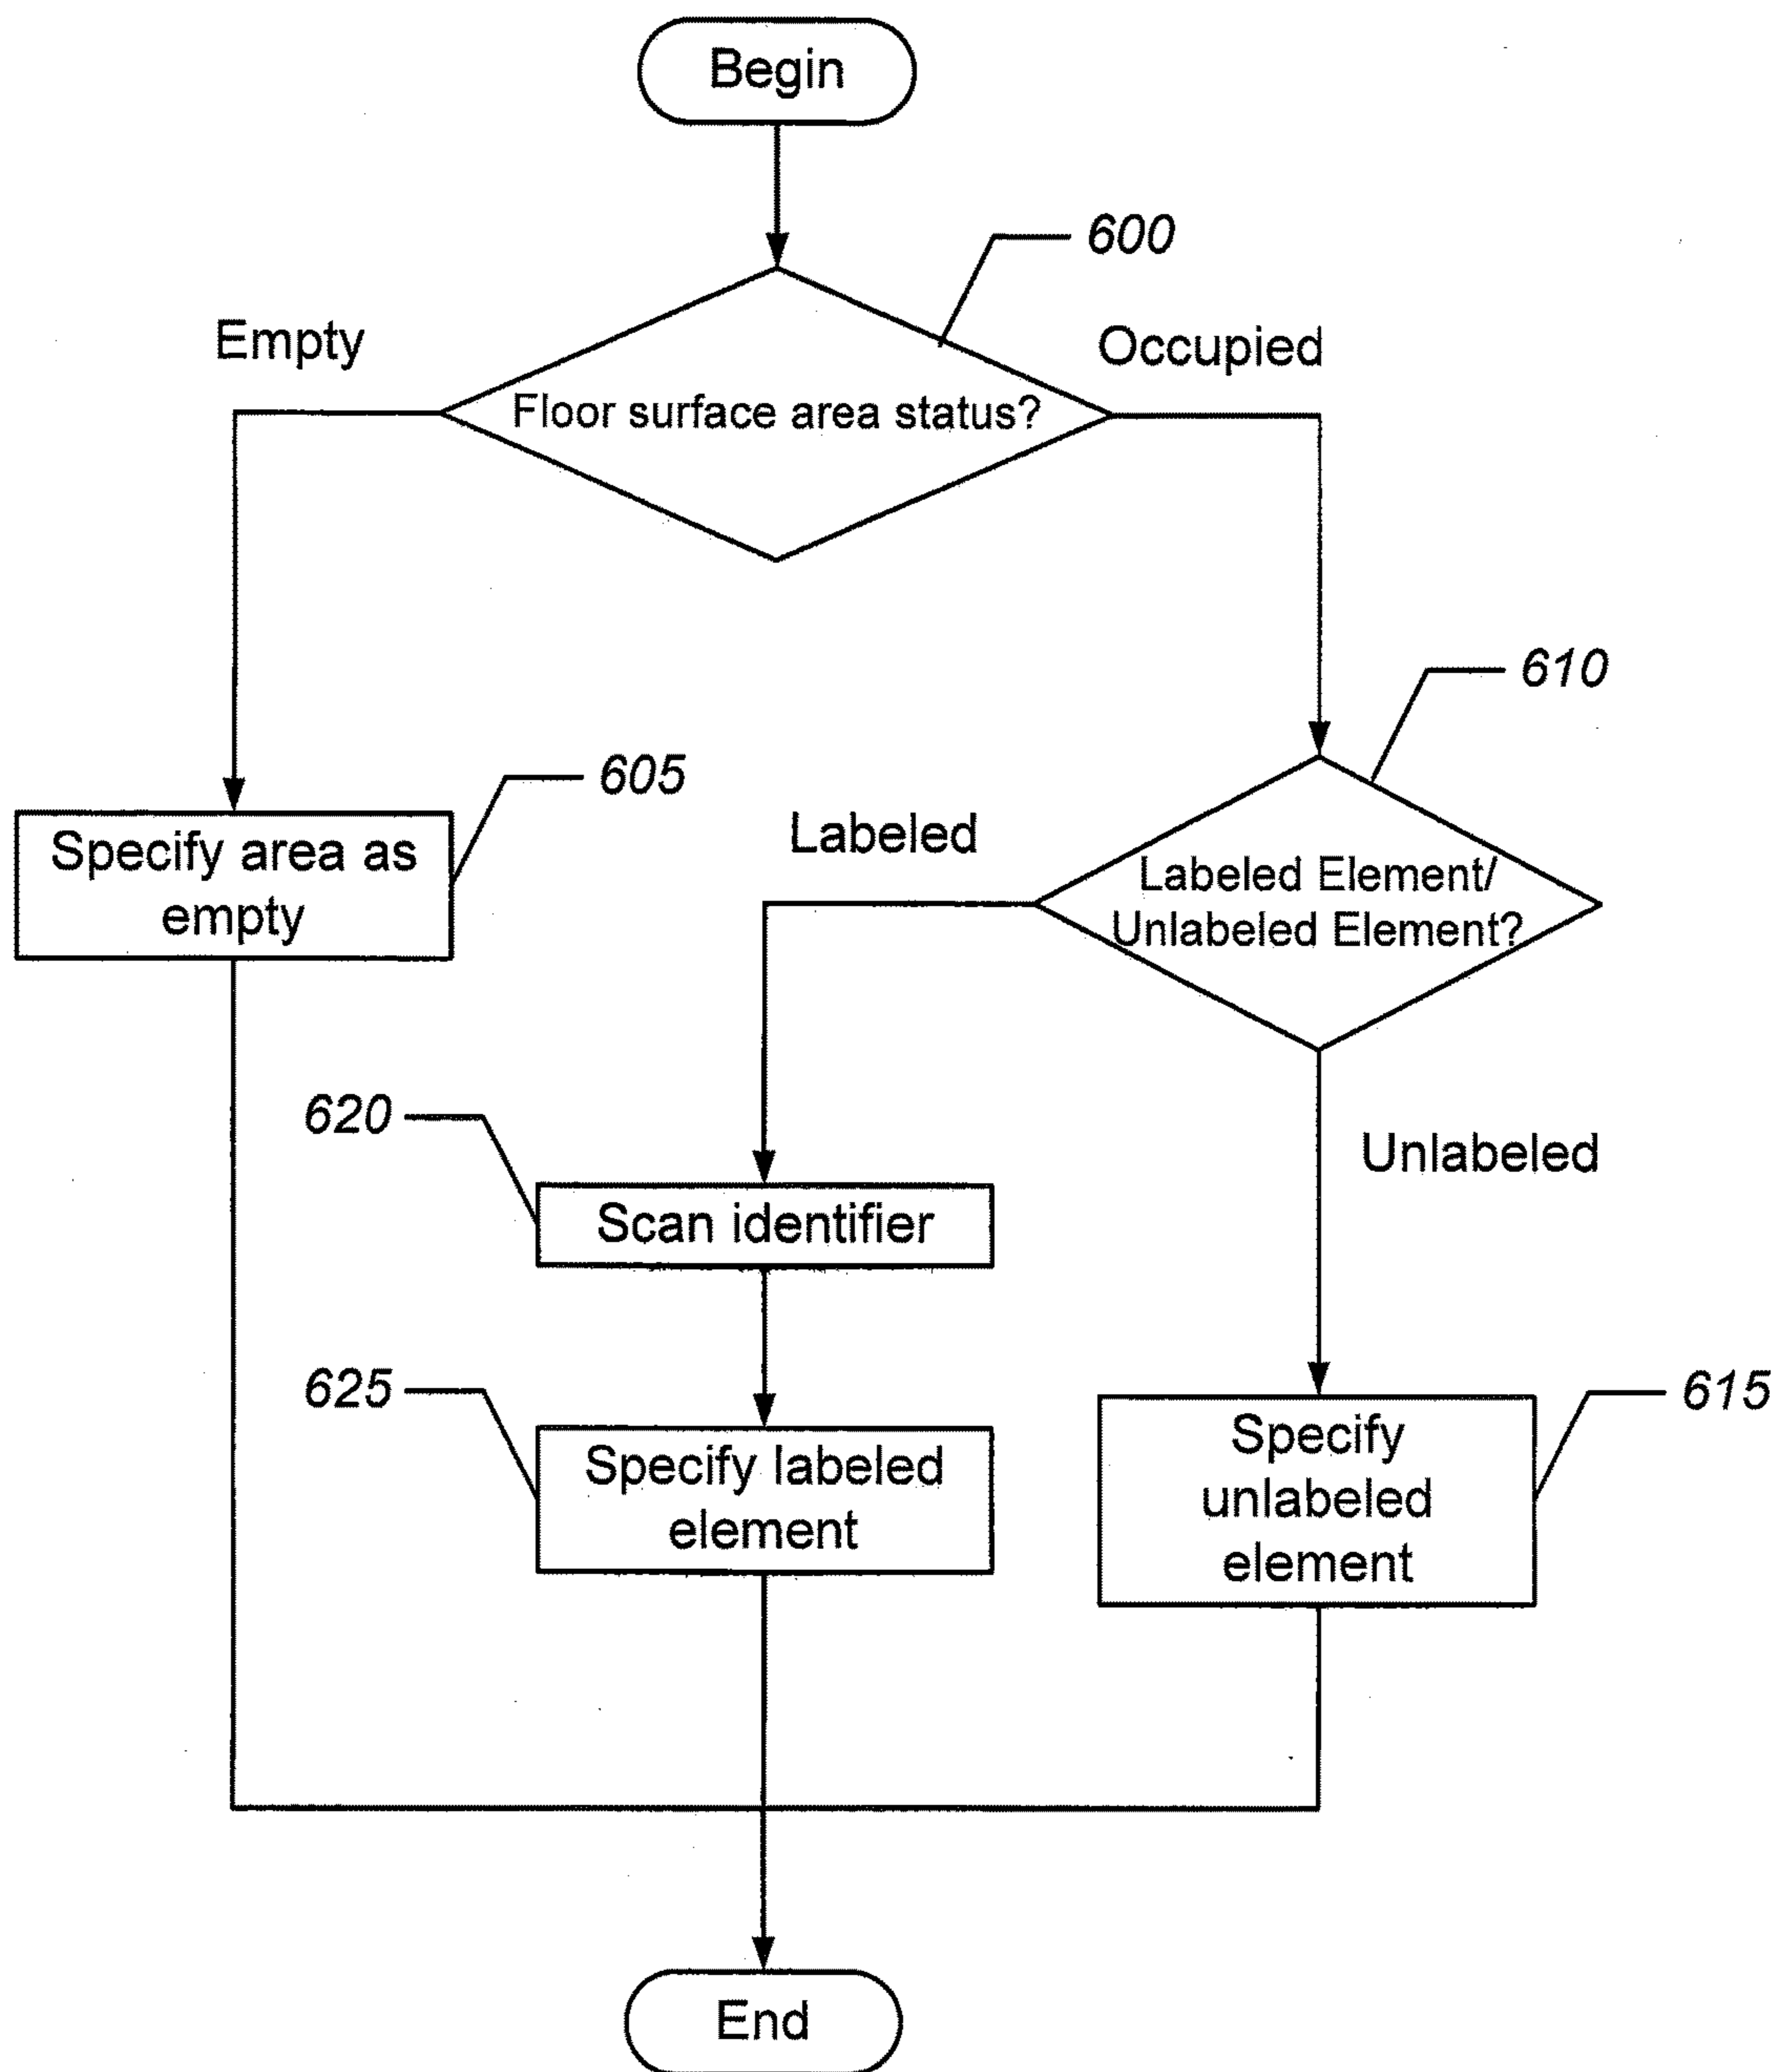 Begin
600
Empty
Occupied
Floor surface area status?
610
605
Labeled
Specify area as
empty
Labeled Element/
Unlabeled Element?
620
Unlabeled
Scan identifier
625
615
Specify labeled
element
Specify
unlabeled
element
End